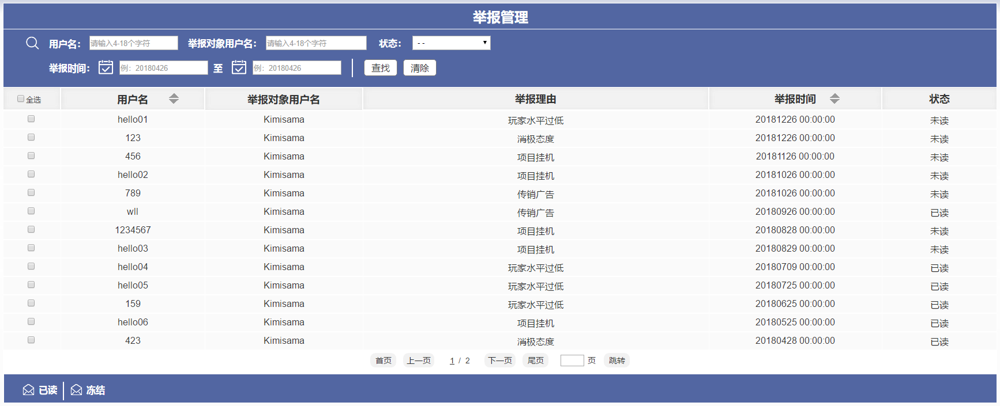 举报管理
用户名： 请输入4-18个字符 举报对象用户名： 请输入4-18个字符 状态： - -
举报时间： 例：20180426 至 例：20180426 查找 清除
全选 用户名 举报对象用户名 举报理由 举报时间 状态
hello01 Kimisama 玩家水平过低 20181226 00:00:00 未读
123 Kimisama 消极态度 20181226 00:00:00 未读
456 Kimisama 项目挂机 20181126 00:00:00 未读
hello02 Kimisama 项目挂机 20181026 00:00:00 未读
789 Kimisama 传销广告 20181026 00:00:00 未读
wll Kimisama 传销广告 20180926 00:00:00 已读
1234567 Kimisama 项目挂机 20180828 00:00:00 未读
hello03 Kimisama 项目挂机 20180829 00:00:00 未读
hello04 Kimisama 玩家水平过低 20180709 00:00:00 已读
hello05 Kimisama 玩家水平过低 20180725 00:00:00 已读
159 Kimisama 玩家水平过低 20180625 00:00:00 已读
hello06 Kimisama 项目挂机 20180525 00:00:00 已读
423 Kimisama 消极态度 20180428 00:00:00 已读
首页 上一页 1 / 2 下一页 尾页 页 跳转
已读 冻结